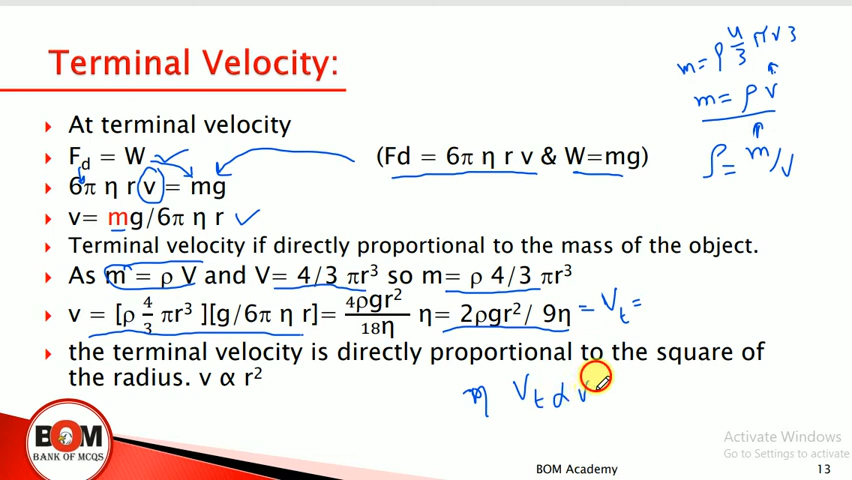 Terminal Velocity:
m = ρ 4/3 πr3
m = ρ v
ρ = m/v
At terminal velocity
Fd = W (Fd = 6π η r v & W=mg)
6π η r v = mg
v= mg/6π η r
Terminal velocity if directly proportional to the mass of the object.
As m = ρ V and V= 4/3 πr³ so m= ρ 4/3 πr³
v = [ρ 4/3 πr³ ][g/6π η r]= 4ρgr²/18η η= 2ρgr²/ 9η = Vt =
the terminal velocity is directly proportional to the square of
the radius. v α r²
η Vt α
BOM
BANK OF MCQS
BOM Academy
Activate Windows
Go to Settings to activate
13